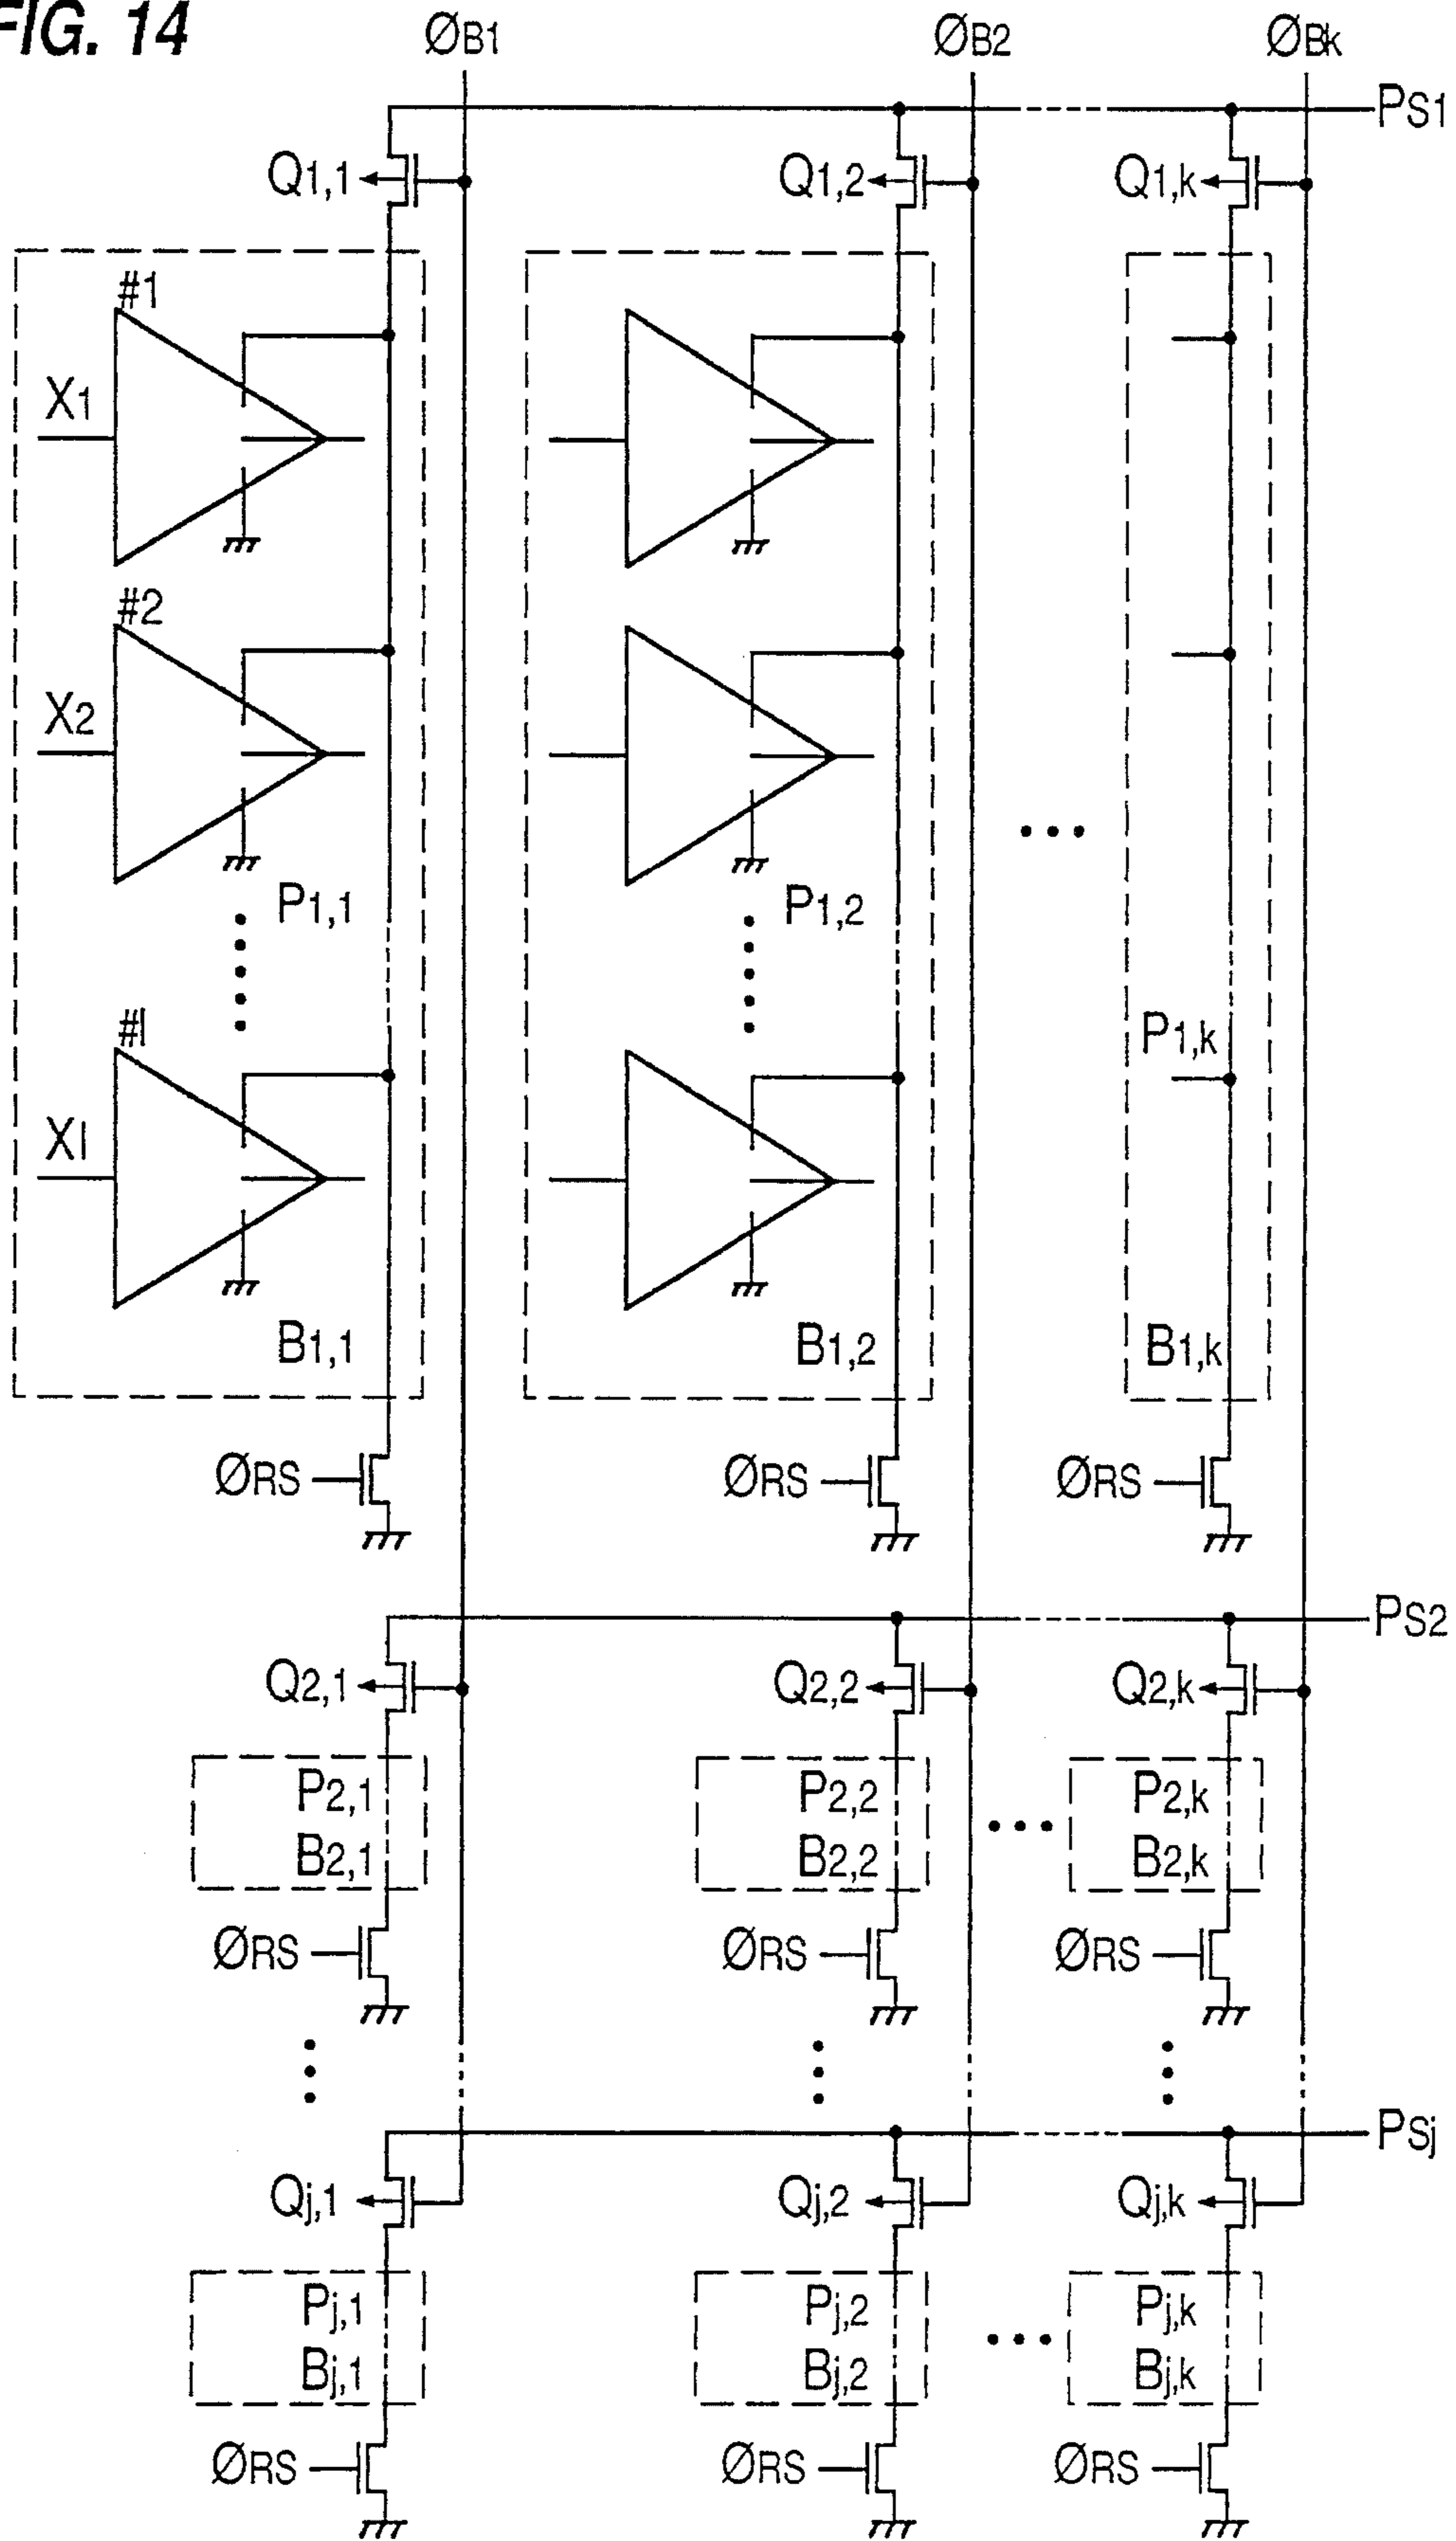 FIG. 14
ØB1 ØB2 ØBk
PS1
Q1,1 Q1,2 Q1,k
#1
X1
#2
X2
P1,1 P1,2
#l
P1,k
Xl
B1,1 B1,2 B1,k
ØRS ØRS ØRS
PS2
Q2,1 Q2,2 Q2,k
P2,1 P2,2 P2,k
B2,1 B2,2 B2,k
ØRS ØRS ØRS
PSj
Qj,1 Qj,2 Qj,k
Pj,1 Pj,2 Pj,k
Bj,1 Bj,2 Bj,k
ØRS ØRS ØRS